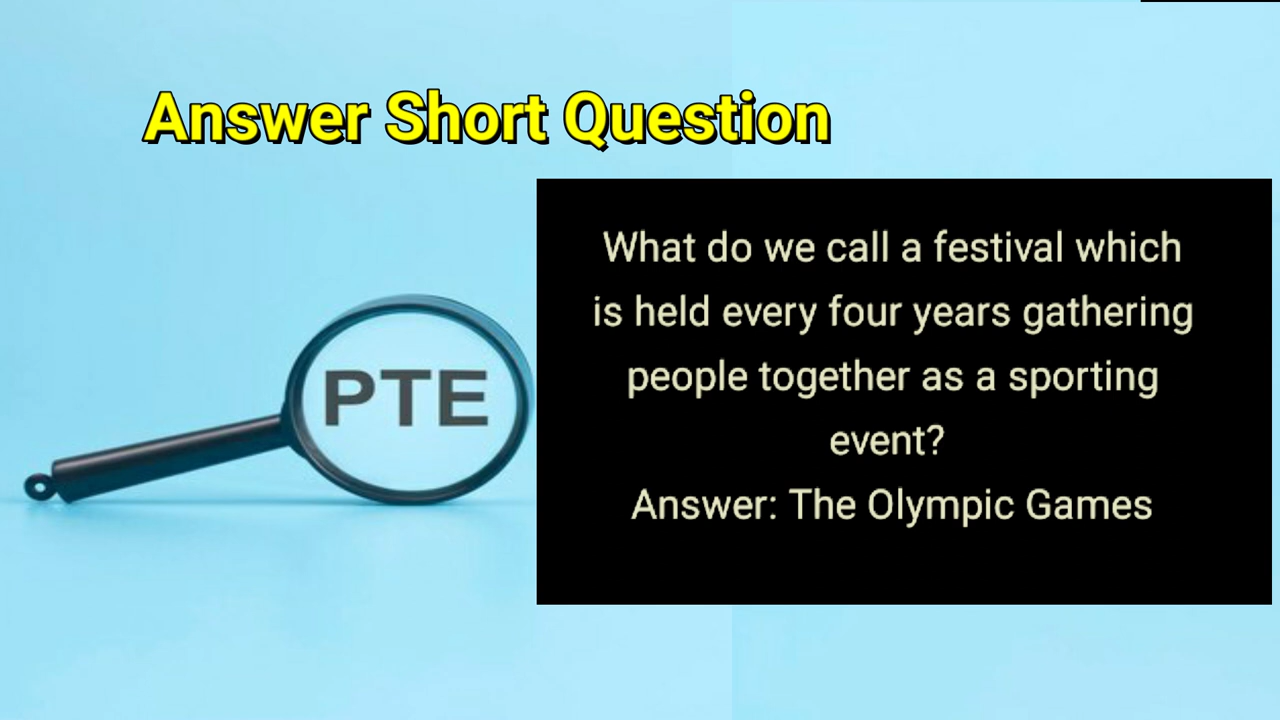 Answer Short Question
PTE
What do we call a festival which
is held every four years gathering
people together as a sporting
event?
Answer: The Olympic Games